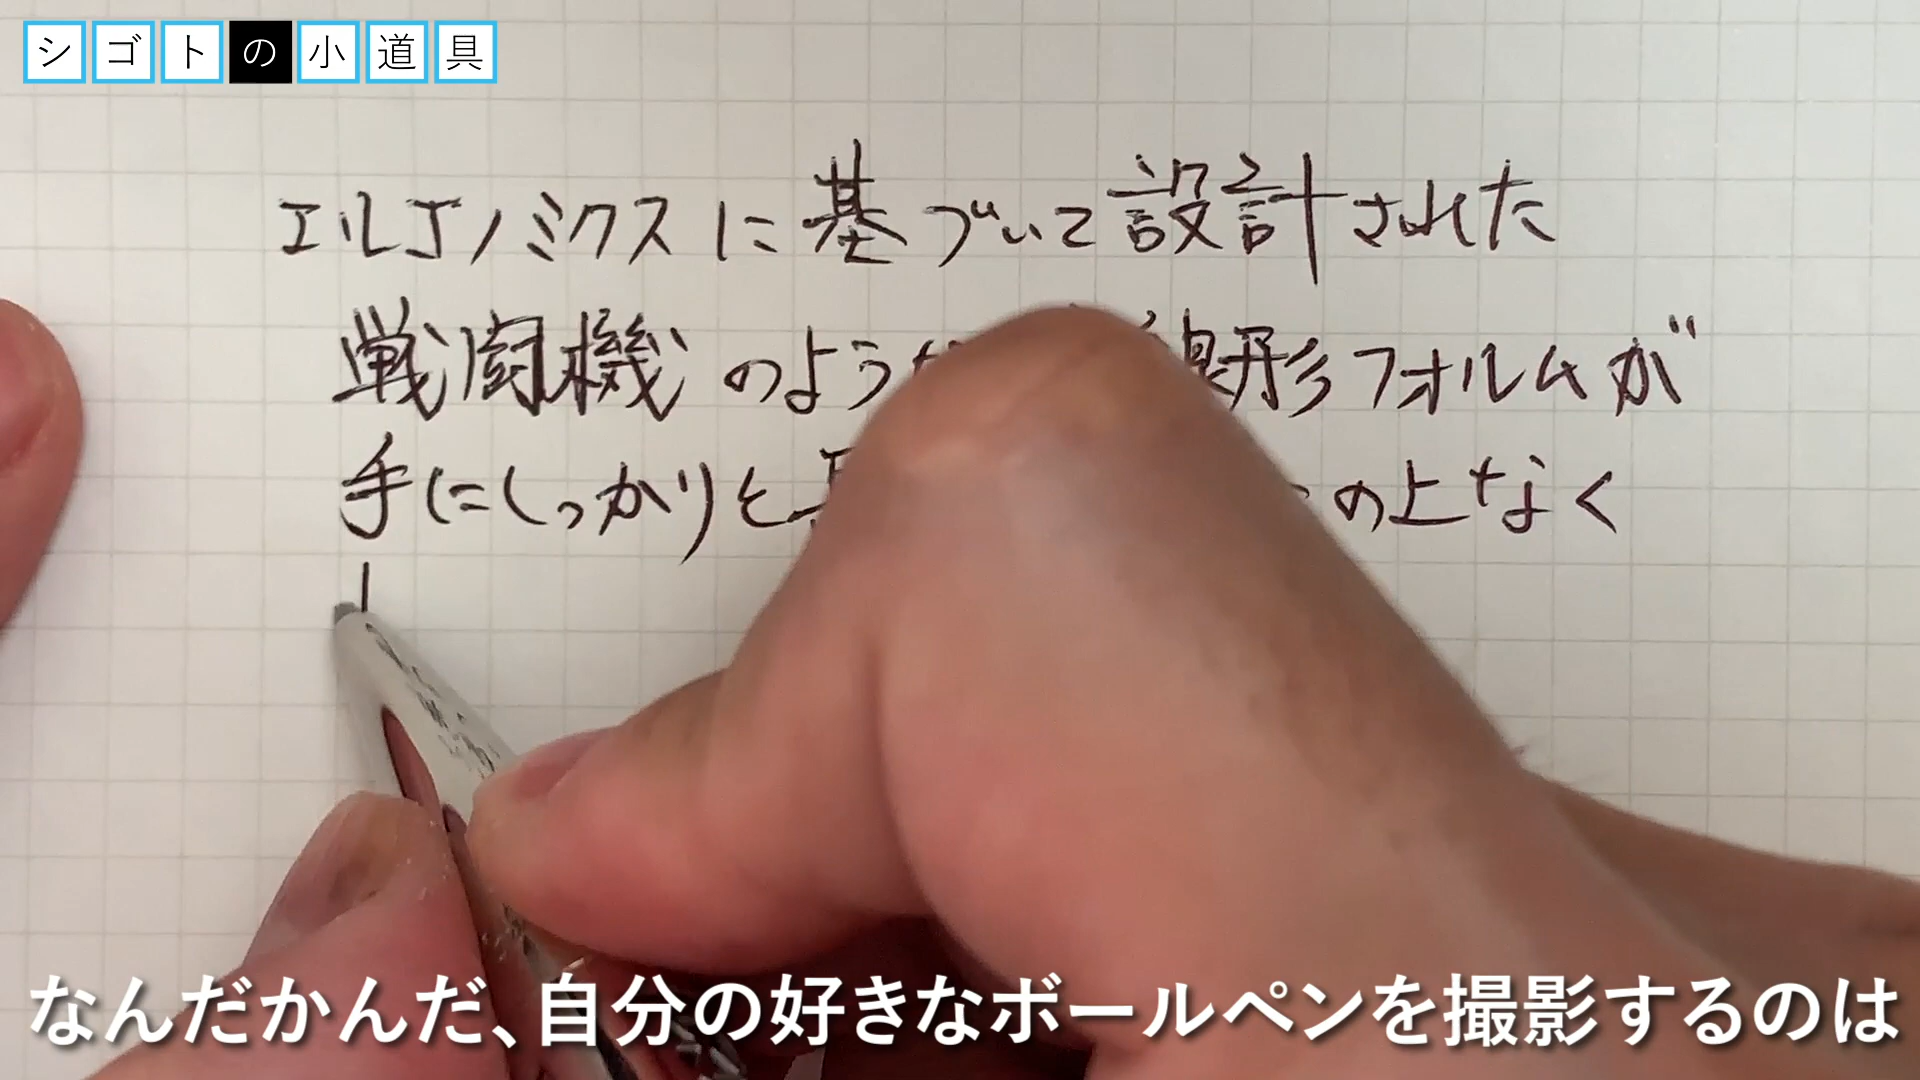 シゴトの小道具
エルゴノミクスに基づいて設計された
戦闘機のよう 線形フォルムが
手にしっかりと の上なく
なんだかんだ、自分の好きなボールペンを撮影するのは